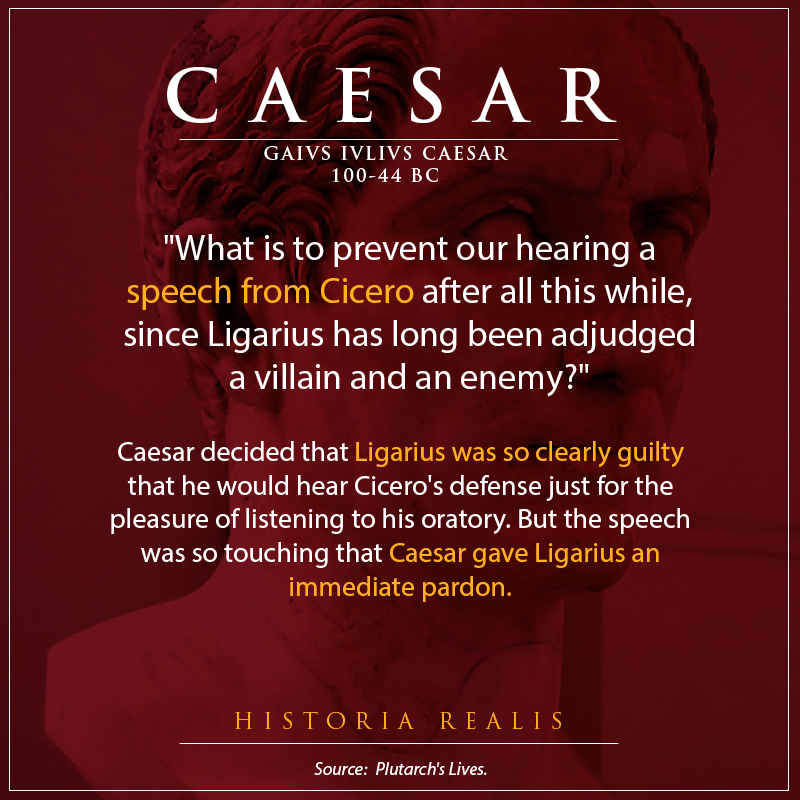 CAESAR
GAIVS IVLIVS CAESAR
100-44 BC
"What is to prevent our hearing a
speech from Cicero after all this while,
since Ligarius has long been adjudged
a villain and an enemy?"
Caesar decided that Ligarius was so clearly guilty
that he would hear Cicero's defense just for the
pleasure of listening to his oratory. But the speech
was so touching that Caesar gave Ligarius an
immediate pardon.
HISTORIA REALIS
Source: Plutarch's Lives.